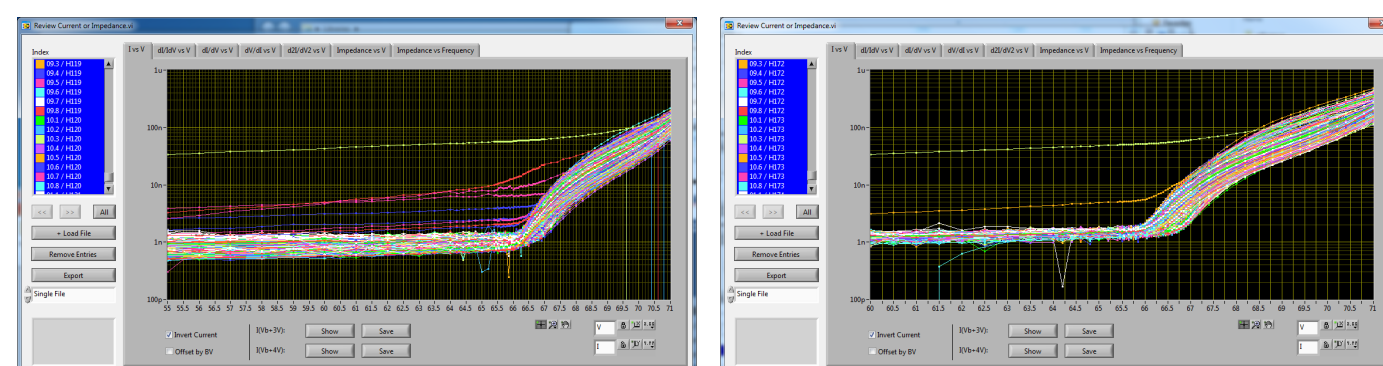 Review Current or Impedance.vi
Index
09.3 / H119
09.4 / H119
09.5 / H119
09.6 / H119
09.7 / H119
09.8 / H119
10.1 / H120
10.2 / H120
10.3 / H120
10.4 / H120
10.5 / H120
10.6 / H120
10.7 / H120
10.8 / H120
<< >> All
+ Load File
Remove Entries
Export
Single File
I vs V dI/IdV vs V dI/dV vs V dV/dI vs V d2I/dV2 vs V Impedance vs V Impedance vs Frequency
1u
100n
10n
1n
100p
55 55.5 56 56.5 57 57.5 58 58.5 59 59.5 60 60.5 61 61.5 62 62.5 63 63.5 64 64.5 65 65.5 66 66.5 67 67.5 68 68.5 69 69.5 70 70.5 71
Invert Current
Offset by BV
I(Vb+3V): Show Save
I(Vb+4V): Show Save
V
I
Review Current or Impedance.vi
Index
09.3 / H172
09.4 / H172
09.5 / H172
09.6 / H172
09.7 / H172
09.8 / H172
10.1 / H173
10.2 / H173
10.3 / H173
10.4 / H173
10.5 / H173
10.6 / H173
10.7 / H173
10.8 / H173
<< >> All
+ Load File
Remove Entries
Export
Single File
I vs V dI/IdV vs V dI/dV vs V dV/dI vs V d2I/dV2 vs V Impedance vs V Impedance vs Frequency
1u
100n
10n
1n
100p
60 60.5 61 61.5 62 62.5 63 63.5 64 64.5 65 65.5 66 66.5 67 67.5 68 68.5 69 69.5 70 70.5 71
Invert Current
Offset by BV
I(Vb+3V): Show Save
I(Vb+4V): Show Save
V
I